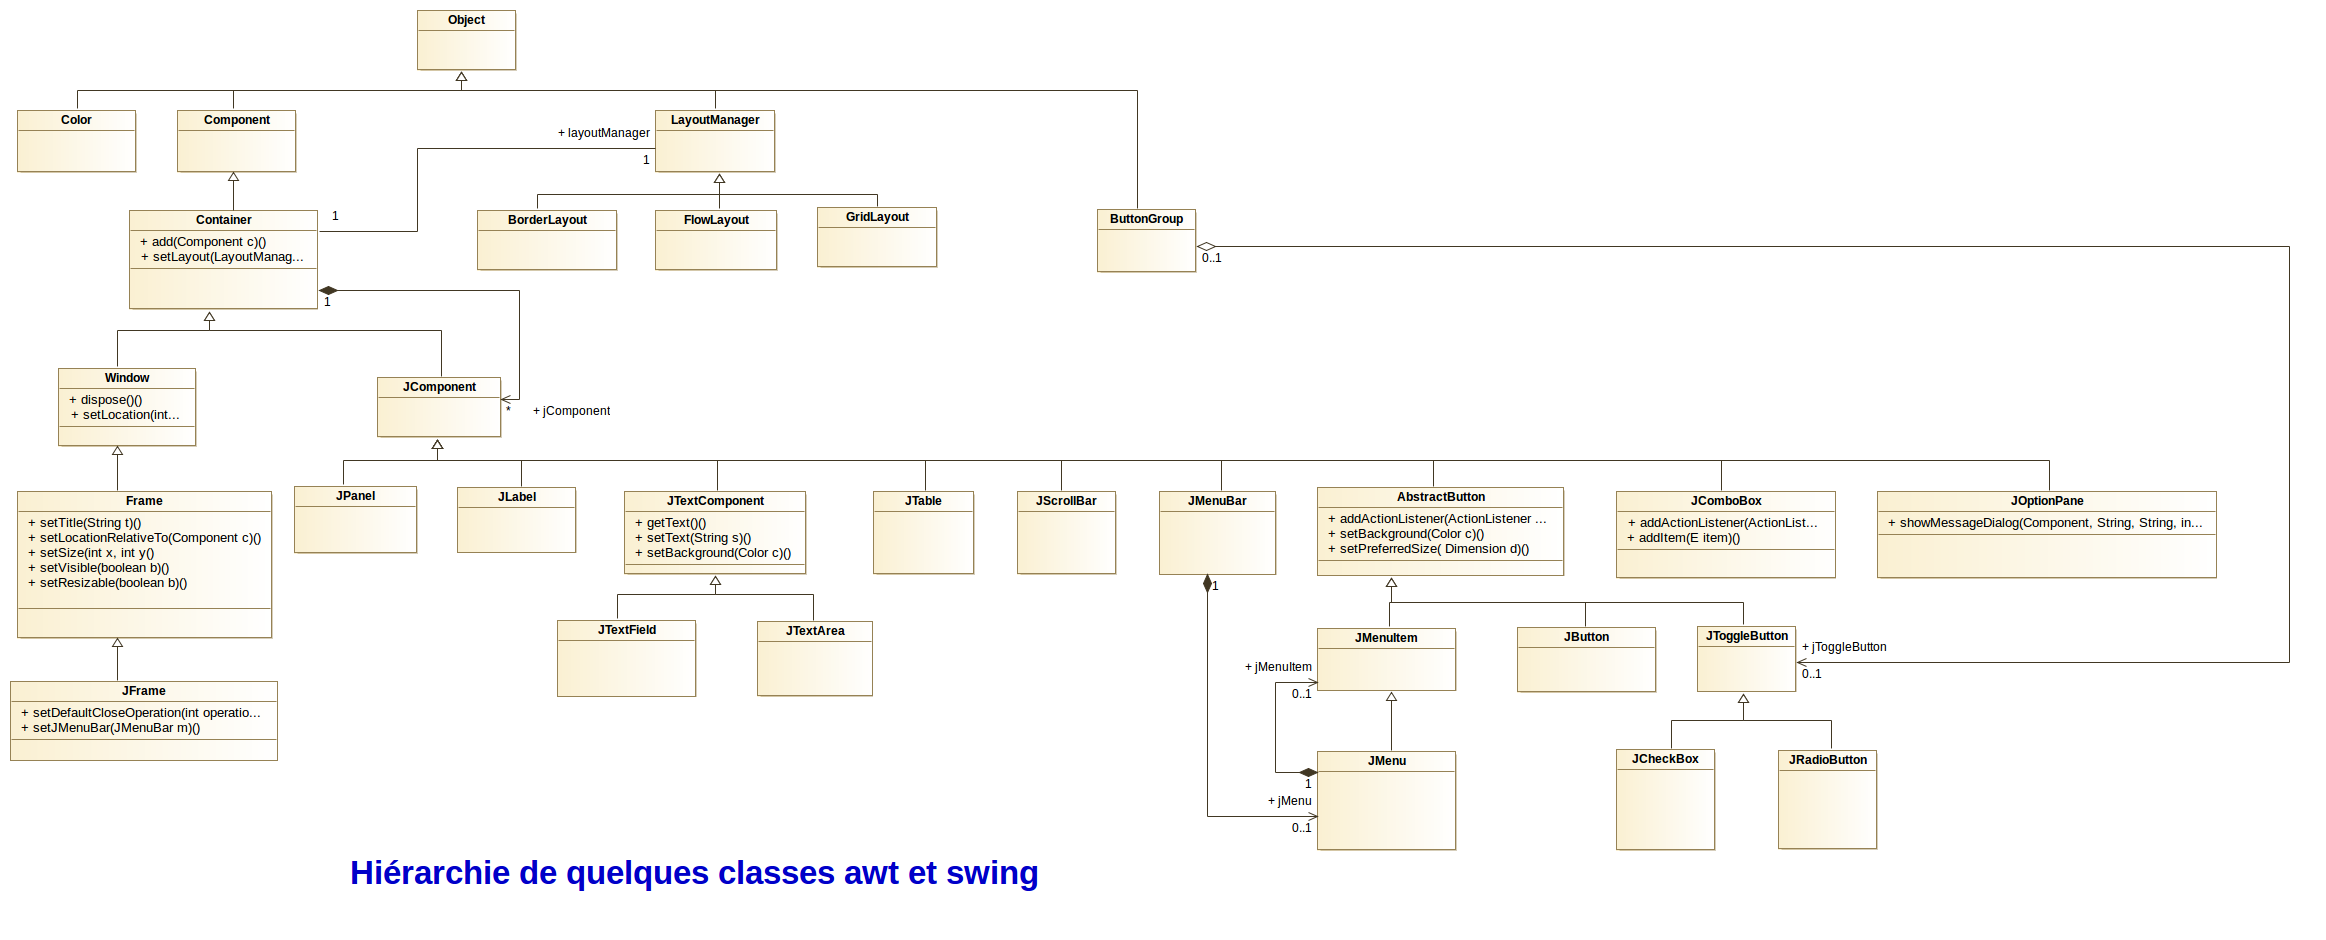 Object
Color
Component
LayoutManager
+ layoutManager
1
Container
+ add(Component c)()
+ setLayout(LayoutManag...
1
BorderLayout
FlowLayout
GridLayout
ButtonGroup
0..1
1
Window
+ dispose()()
+ setLocation(int...
JComponent
*
+ jComponent
Frame
+ setTitle(String t)()
+ setLocationRelativeTo(Component c)()
+ setSize(int x, int y()
+ setVisible(boolean b)()
+ setResizable(boolean b)()
JPanel
JLabel
JTextComponent
+ getText()()
+ setText(String s)()
+ setBackground(Color c)()
JTable
JScrollBar
JMenuBar
1
AbstractButton
+ addActionListener(ActionListener ...
+ setBackground(Color c)()
+ setPreferredSize( Dimension d)()
JComboBox
+ addActionListener(ActionList...
+ addItem(E item)()
JOptionPane
+ showMessageDialog(Component, String, String, in...
JTextField
JTextArea
JMenuItem
+ jMenuItem
0..1
JButton
JToggleButton
+ jToggleButton
0..1
JFrame
+ setDefaultCloseOperation(int operatio...
+ setJMenuBar(JMenuBar m)()
JMenu
1
+ jMenu
0..1
JCheckBox
JRadioButton
Hiérarchie de quelques classes awt et swing